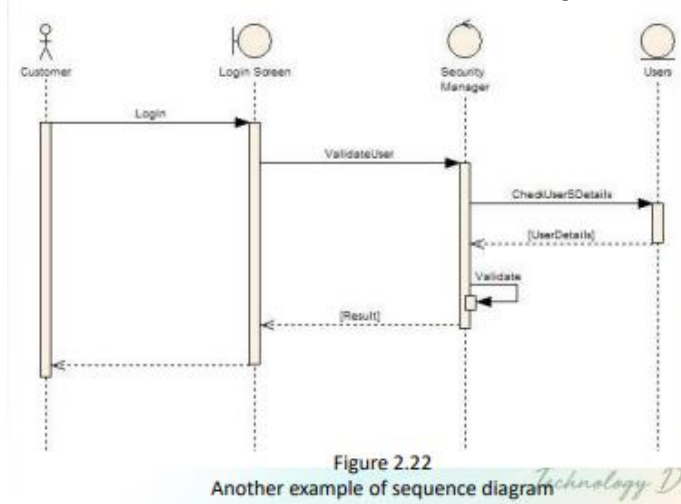 Customer
Login Screen
Security
Manager
Users
Login
ValidateUser
CheckUserSDetails
[UserDetails]
Validate
[Result]
Figure 2.22
Another example of sequence diagram
Technology D